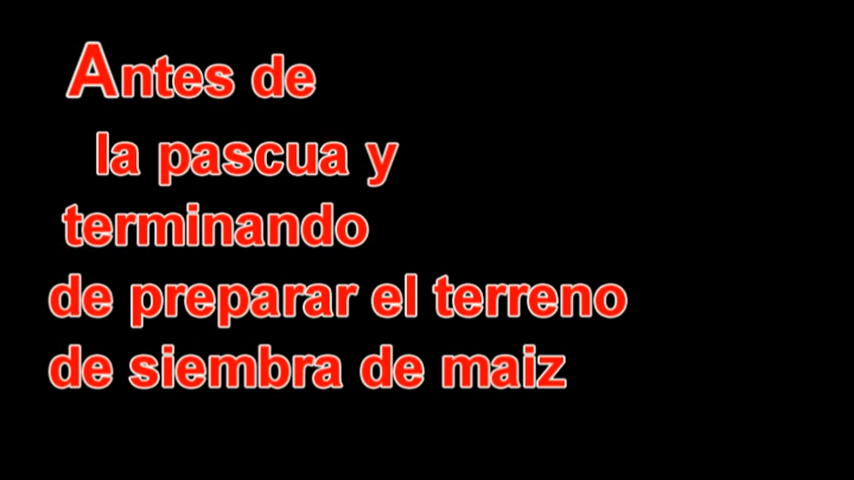 Antes de
la pascua y
terminando
de preparar el terreno
de siembra de maiz